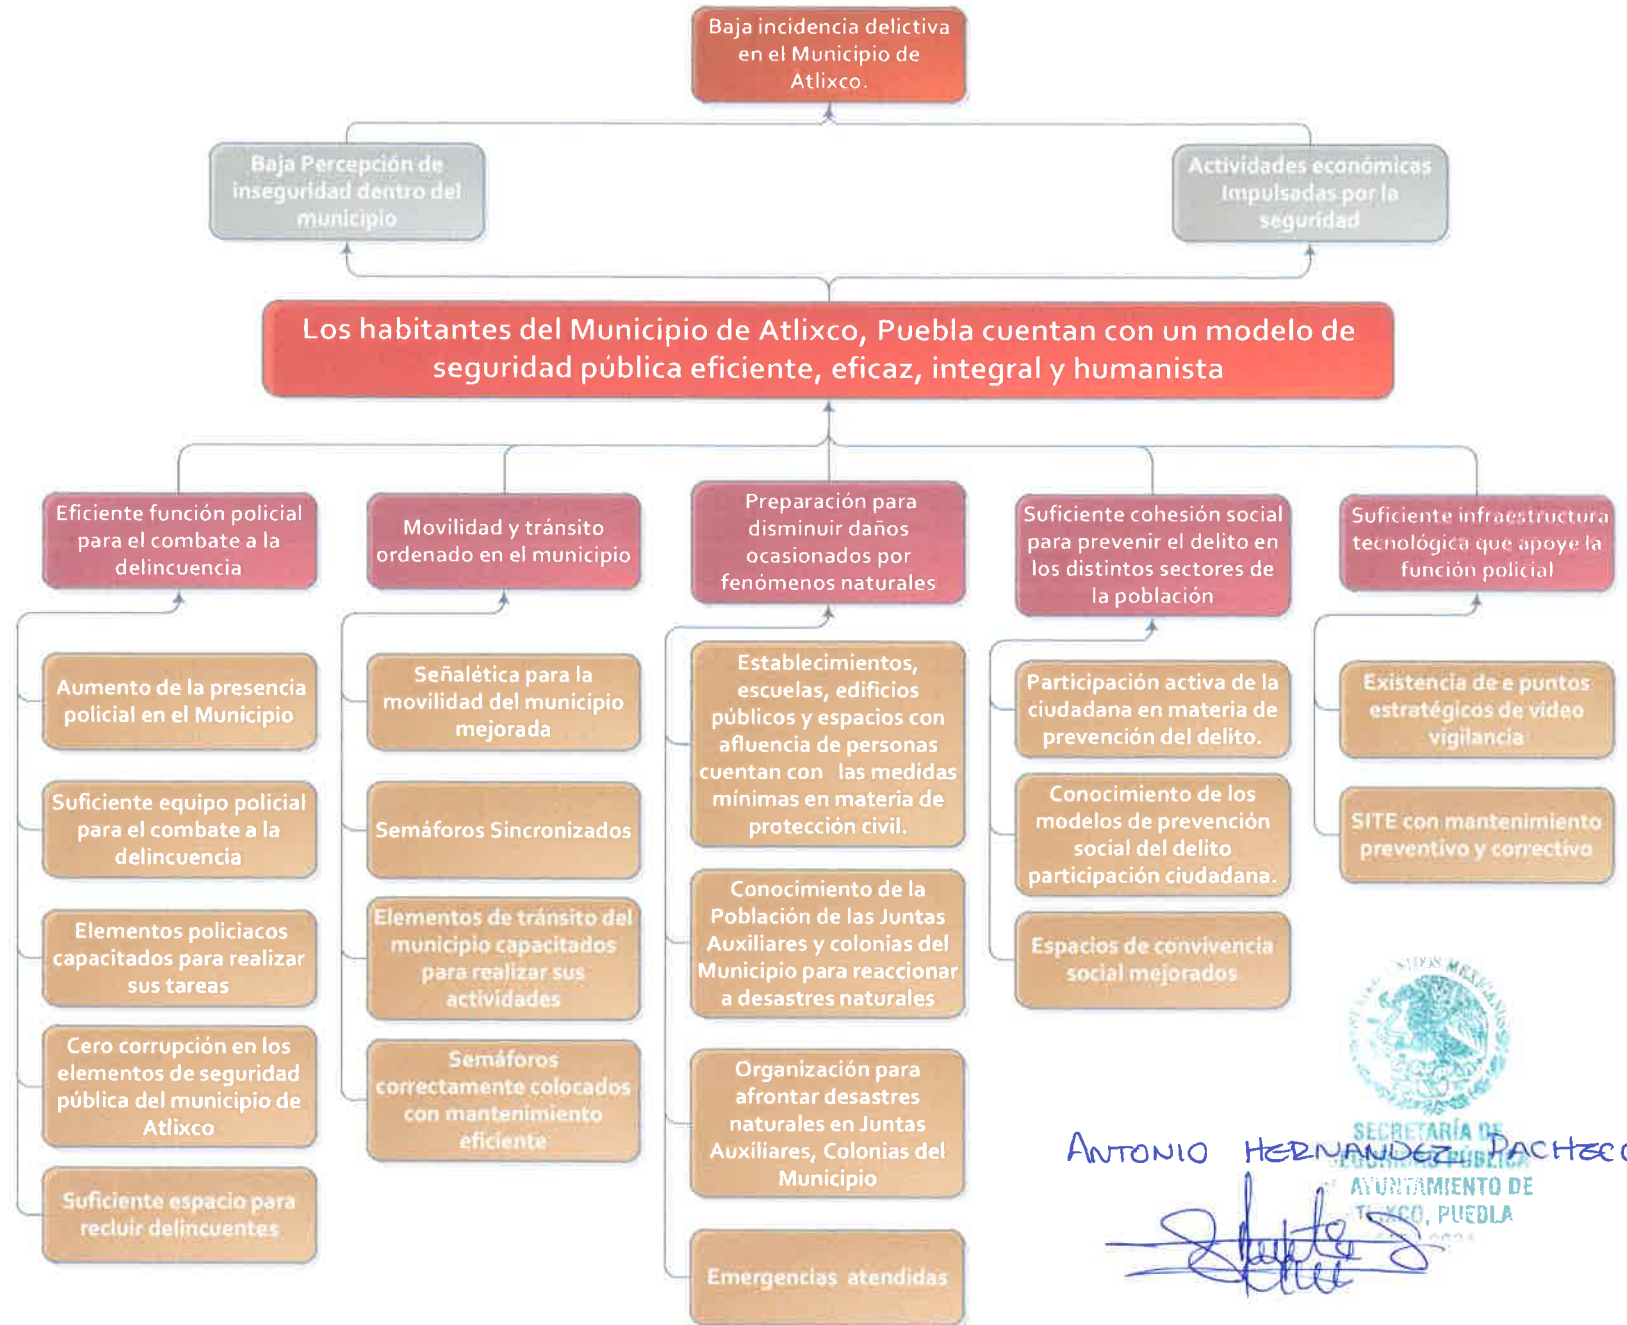 Baja incidencia delictiva
en el Municipio de
Atlixco.
Baja Percepción de
inseguridad dentro del
municipio
Actividades económicas
Impulsadas por la
seguridad
Los habitantes del Municipio de Atlixco, Puebla cuentan con un modelo de
seguridad pública eficiente, eficaz, integral y humanista
Eficiente función policial
para el combate a la
delincuencia
Aumento de la presencia
policial en el Municipio
Suficiente equipo policial
para el combate a la
delincuencia
Elementos policiacos
capacitados para realizar
sus tareas
Cero corrupción en los
elementos de seguridad
pública del municipio de
Atlixco
Suficiente espacio para
recluir delincuentes
Movilidad y tránsito
ordenado en el municipio
Señalética para la
movilidad del municipio
mejorada
Semáforos Sincronizados
Elementos de tránsito del
municipio capacitados
para realizar sus
actividades
Semáforos
correctamente colocados
con mantenimiento
eficiente
Preparación para
disminuir daños
ocasionados por
fenómenos naturales
Establecimientos,
escuelas, edificios
públicos y espacios con
afluencia de personas
cuentan con las medidas
mínimas en materia de
protección civil.
Conocimiento de la
Población de las Juntas
Auxiliares y colonias del
Municipio para reaccionar
a desastres naturales
Organización para
afrontar desastres
naturales en Juntas
Auxiliares, Colonias del
Municipio
Emergencias atendidas
Suficiente cohesión social
para prevenir el delito en
los distintos sectores de
la población
Participación activa de la
ciudadana en materia de
prevención del delito.
Conocimiento de los
modelos de prevención
social del delito
participación ciudadana.
Espacios de convivencia
social mejorados
Suficiente infraestructura
tecnológica que apoye la
función policial
Existencia de e puntos
estratégicos de video
vigilancia
SITE con mantenimiento
preventivo y correctivo
SECRETARÍA DE
ANTONIO HERNANDEZ PACHECO
PÚBLICA
AYUNTAMIENTO DE
PUEBLA